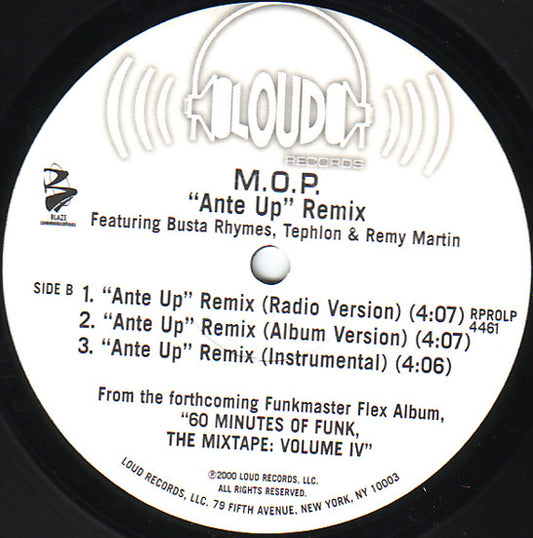 LOUD
RECORDS
M.O.P.
"Ante Up" Remix
Featuring Busta Rhymes, Tephlon & Remy Martin
BLAZE
communications
SIDE B
1. "Ante Up" Remix (Radio Version) (4:07)
2. "Ante Up" Remix (Album Version) (4:07)
3. "Ante Up" Remix (Instrumental) (4:06)
RPROLP
4461
From the forthcoming Funkmaster Flex Album,
"60 MINUTES OF FUNK,
THE MIXTAPE: VOLUME IV"
℗2000 LOUD RECORDS, LLC.
ALL RIGHTS RESERVED.
LOUD RECORDS, LLC. 79 FIFTH AVENUE, NEW YORK, NY 10003